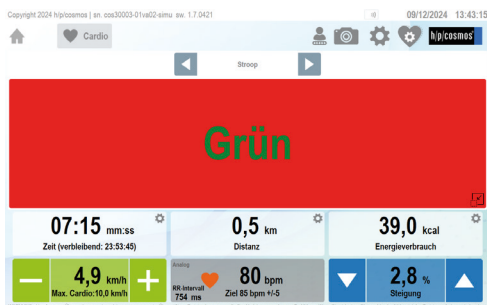 Copyright 2024 h/p/cosmos | sn. cos30003-01va02-simu sw. 1.7.0421
09/12/2024 13:43:15
Cardio
h/p/cosmos
Stroop
Grün
07:15 mm:ss
Zeit (verbleibend: 23:53:45)
0,5 km
Distanz
39,0 kcal
Energieverbrauch
4,9 km/h
Max. Cardio:10,0 km/h
Analog
RR-Intervall
754 ms
80 bpm
Ziel 85 bpm +/-5
2,8 %
Steigung